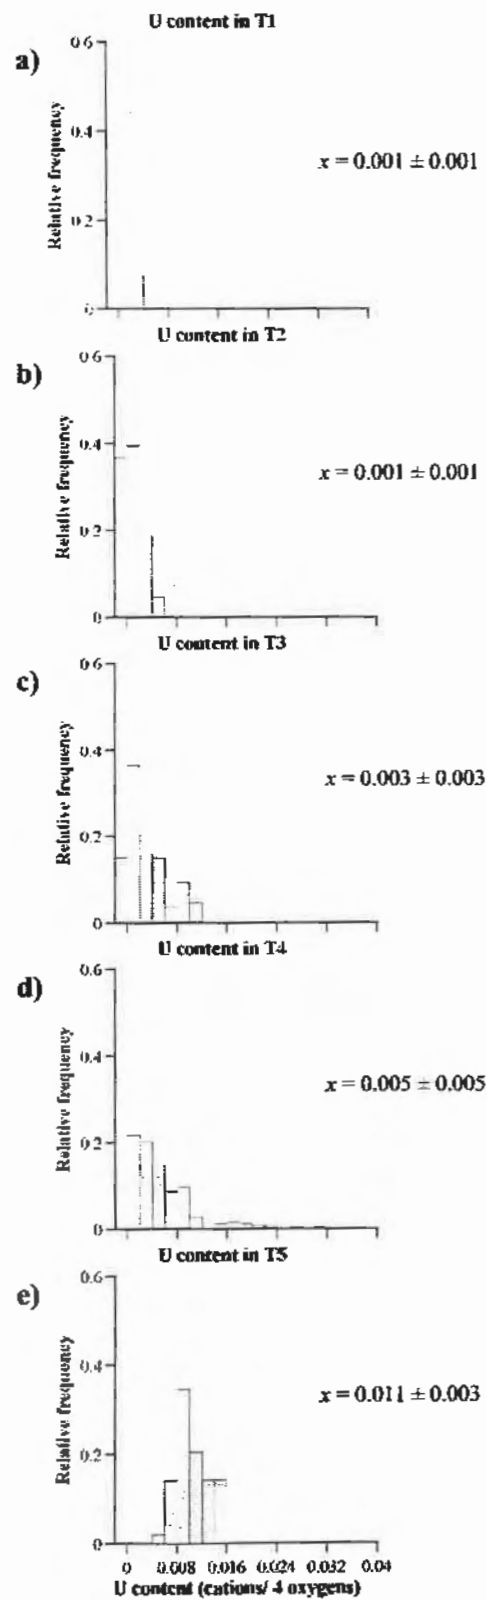 U content in T1
a)
0.6
0.4
0.2
0
Relative frequency
x = 0.001 ± 0.001
U content in T2
b)
0.6
0.4
0.2
0
Relative frequency
x = 0.001 ± 0.001
U content in T3
c)
0.6
0.4
0.2
0
Relative frequency
x = 0.003 ± 0.003
U content in T4
d)
0.6
0.4
0.2
0
Relative frequency
x = 0.005 ± 0.005
U content in T5
e)
0.6
0.4
0.2
0
Relative frequency
x = 0.011 ± 0.003
0 0.008 0.016 0.024 0.032 0.04
U content (cations/ 4 oxygens)